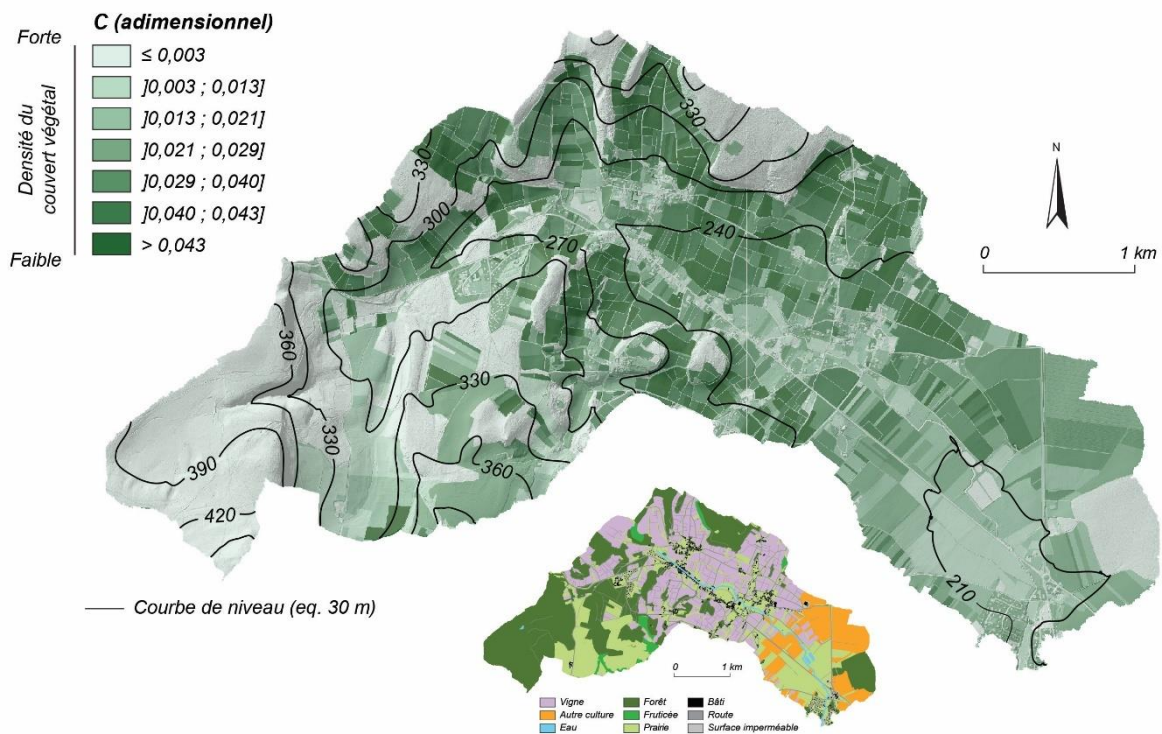 C (adimensionnel)
Forte
≤ 0,003
]0,003 ; 0,013]
]0,013 ; 0,021]
]0,021 ; 0,029]
]0,029 ; 0,040]
]0,040 ; 0,043]
> 0,043
Faible
Densité du
couvert végétal
330
330
300
270
240
N
0 1 km
360
330
330
390
360
420
210
Courbe de niveau (eq. 30 m)
0 1 km
Vigne
Forêt
Bâti
Autre culture
Fruticée
Route
Eau
Prairie
Surface imperméable